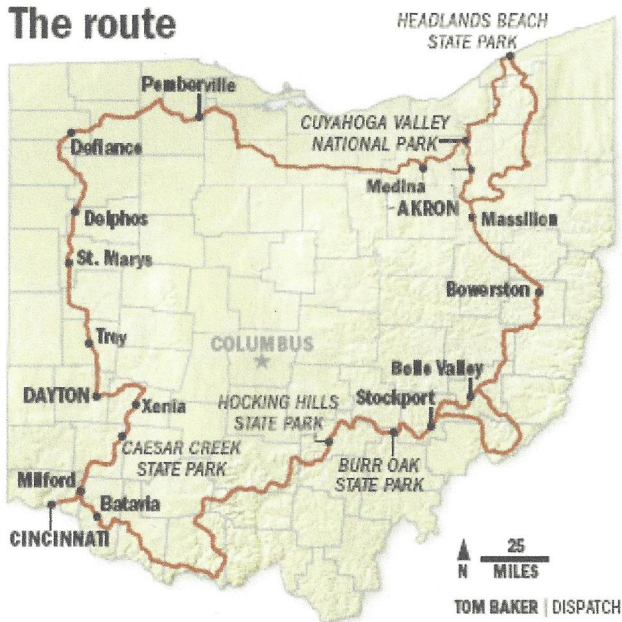 The route
HEADLANDS BEACH
STATE PARK
Pemberville
CUYAHOGA VALLEY
NATIONAL PARK
Defiance
Medina
AKRON
Delphos
Massillon
St. Marys
Bowerston
Troy
COLUMBUS
Belle Valley
DAYTON
Xenia
HOCKING HILLS
STATE PARK
Stockport
CAESAR CREEK
STATE PARK
BURR OAK
STATE PARK
Milford
Batavia
CINCINNATI
25
N MILES
TOM BAKER | DISPATCH